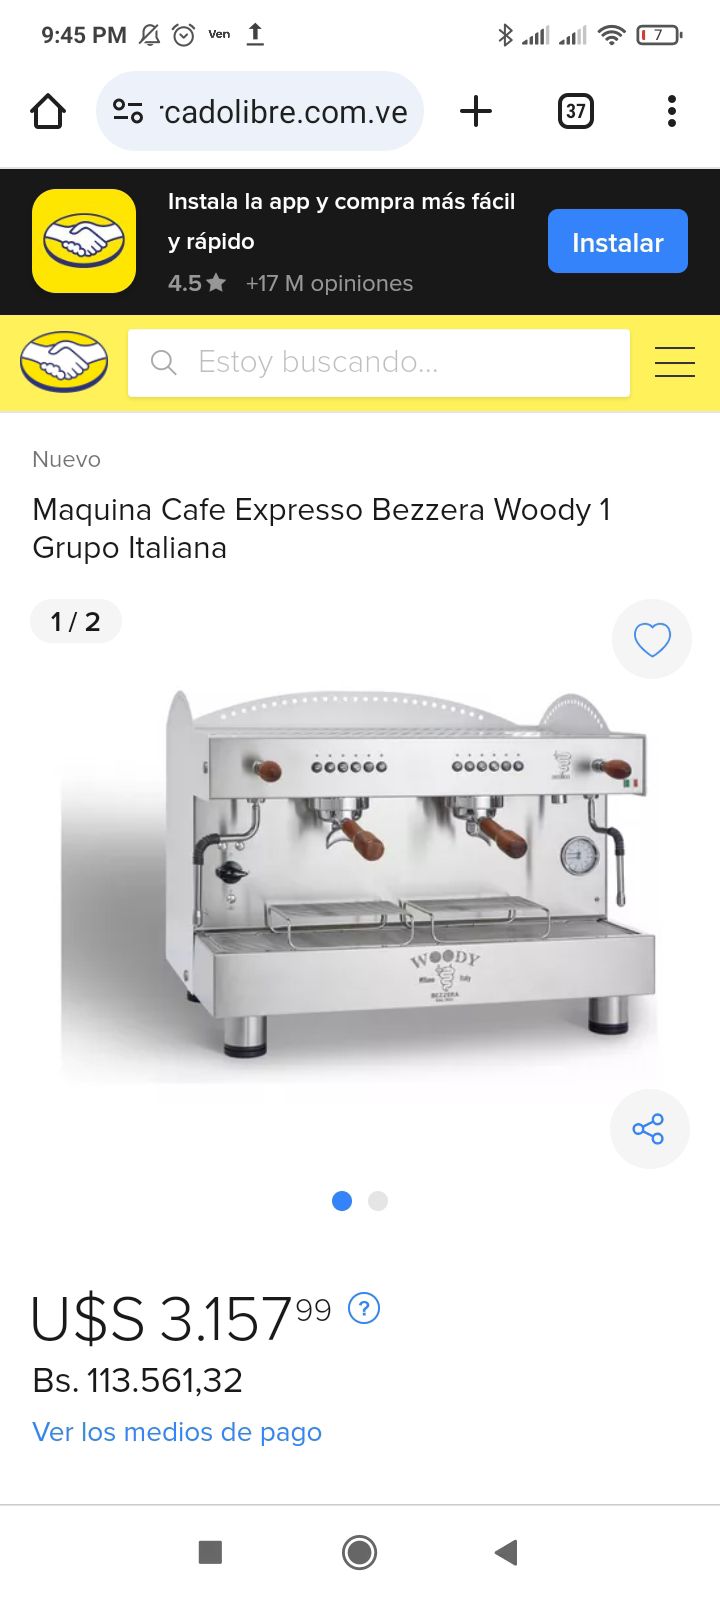 9:45 PM Ven 7
rcadolibre.com.ve 37
Instala la app y compra más fácil
y rápido
4.5 +17 M opiniones
Instalar
Estoy buscando...
Nuevo
Maquina Cafe Expresso Bezzera Woody 1
Grupo Italiana
1 / 2
WOODY
Milano Italy
BEZZERA
U$S 3.157 99 ?
Bs. 113.561,32
Ver los medios de pago